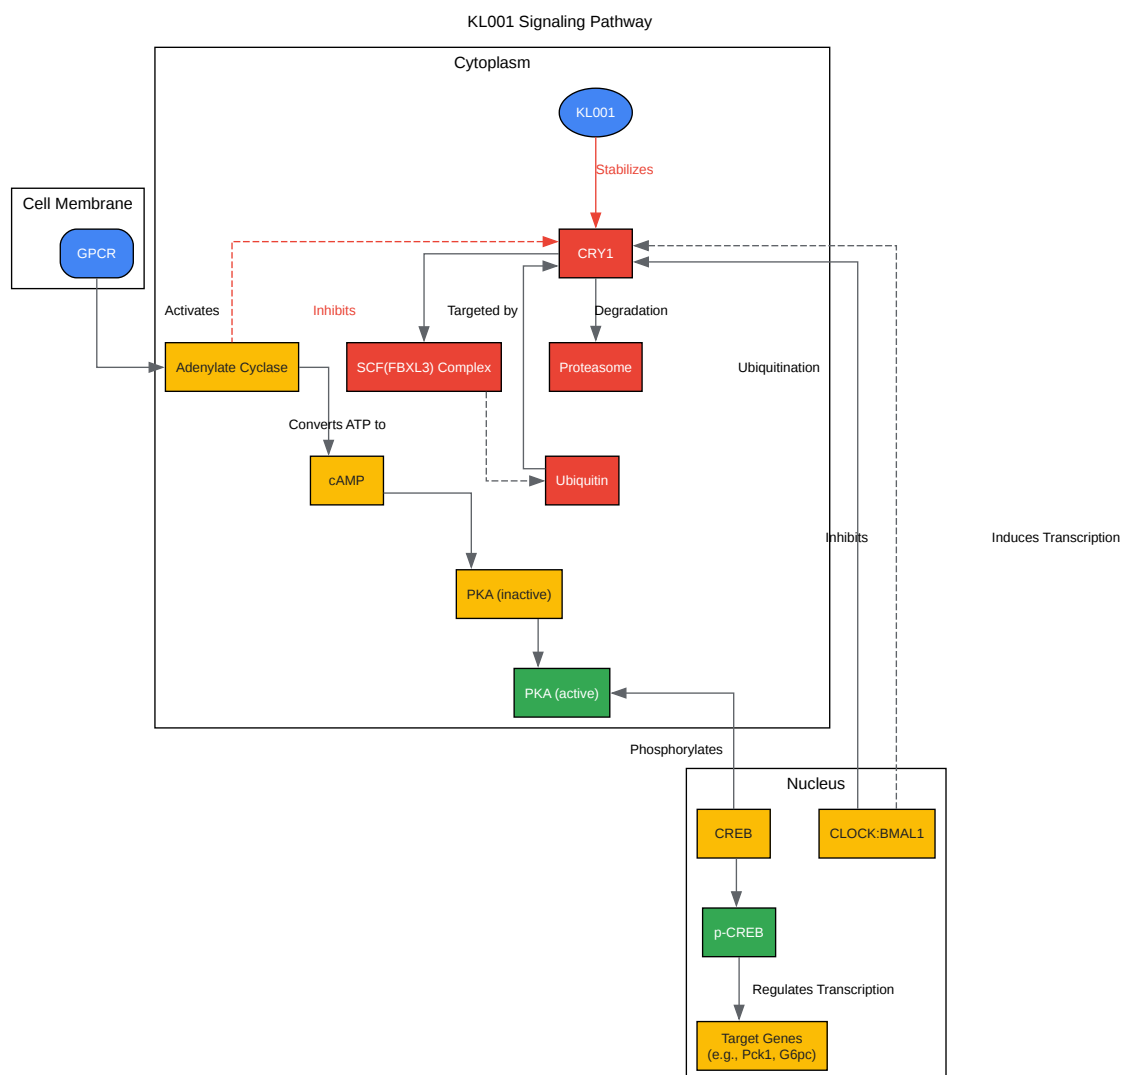 KL001 Signaling Pathway
Cytoplasm
KL001
Stabilizes
Cell Membrane
GPCR
CRY1
Activates
Inhibits
Targeted by
Degradation
Adenylate Cyclase
SCF(FBXL3) Complex
Proteasome
Ubiquitination
Converts ATP to
cAMP
Ubiquitin
Inhibits
Induces Transcription
PKA (inactive)
PKA (active)
Phosphorylates
Nucleus
CREB
CLOCK:BMAL1
p-CREB
Regulates Transcription
Target Genes
(e.g., Pck1, G6pc)